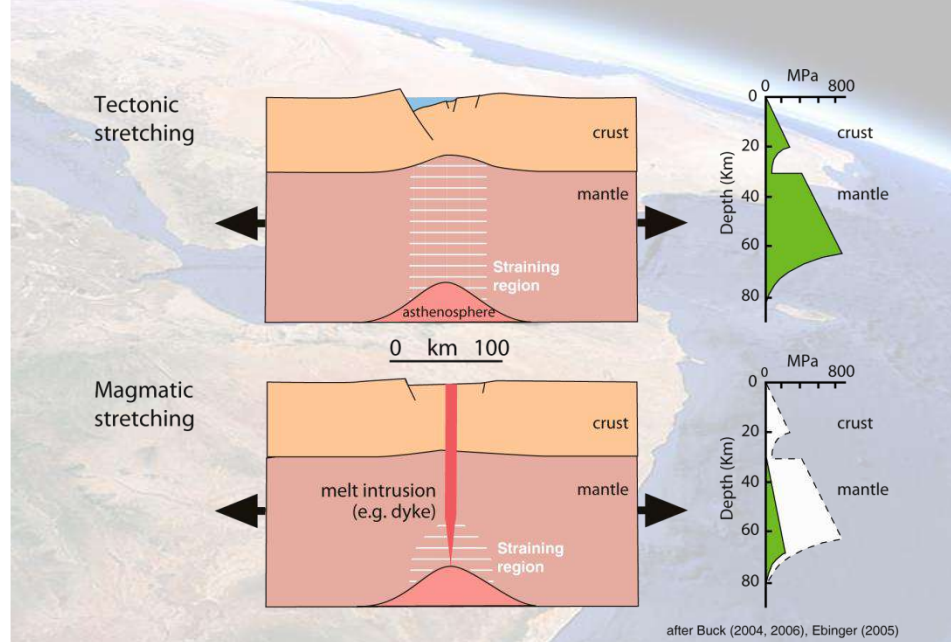 Tectonic
stretching
crust
mantle
Straining
region
asthenosphere
MPa
0 800
0
20
40
60
80
Depth (Km)
crust
mantle
0 km 100
Magmatic
stretching
crust
mantle
melt intrusion
(e.g. dyke)
Straining
region
MPa
0 800
0
20
40
60
80
Depth (Km)
crust
mantle
after Buck (2004, 2006), Ebinger (2005)